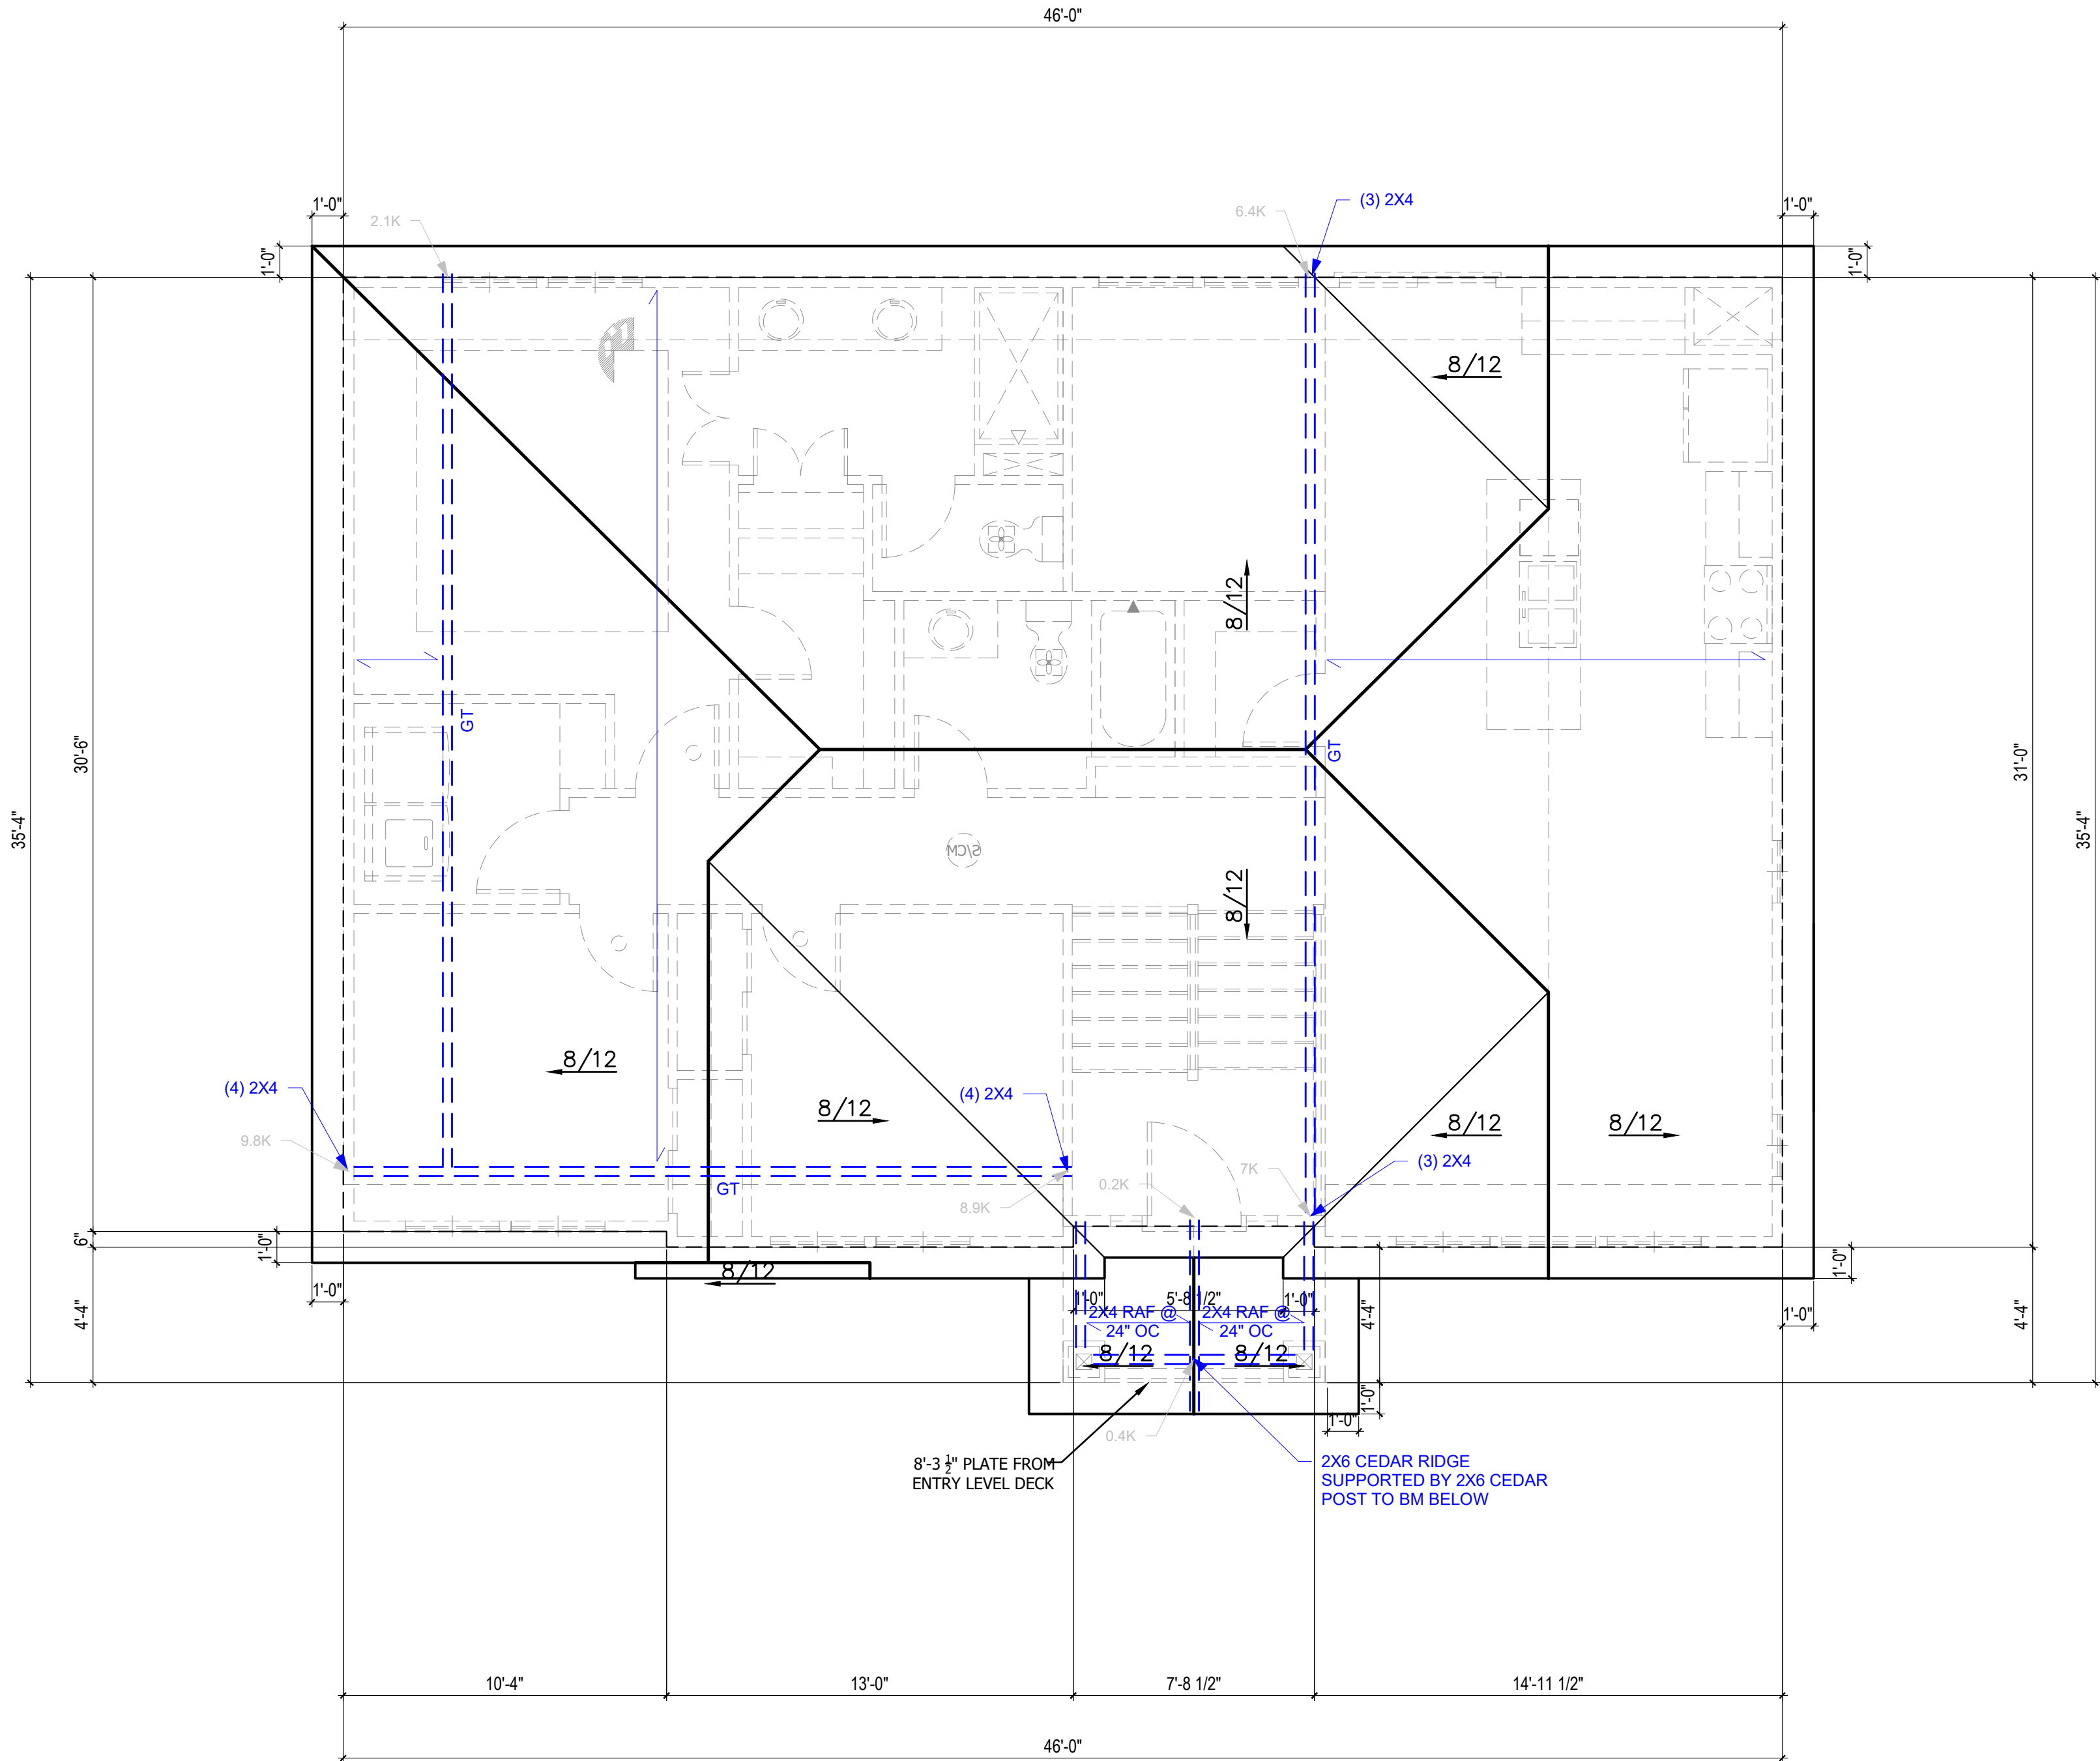 46'-0"
1'-0"
2.1K
6.4K
(3) 2X4
1'-0"
1'-0"
1'-0"
8/12
8/12
GT
GT
30'-6"
31'-0"
35'-4"
35'-4"
S/CM
8/12
8/12
(4) 2X4
9.8K
8/12
(4) 2X4
8/12
8/12
(3) 2X4
7K
0.2K
GT
8.9K
6"
1'-0"
8/12
1'-0"
1'-0"
1'-0"
5'-8 1/2"
1'-0"
4'-4"
4'-4"
4'-4"
1'-0"
2X4 RAF @
24" OC
2X4 RAF @
24" OC
8/12
8/12
1'-0"
1'-0"
0.4K
8'-3 1/2" PLATE FROM
ENTRY LEVEL DECK
2X6 CEDAR RIDGE
SUPPORTED BY 2X6 CEDAR
POST TO BM BELOW
10'-4"
13'-0"
7'-8 1/2"
14'-11 1/2"
46'-0"